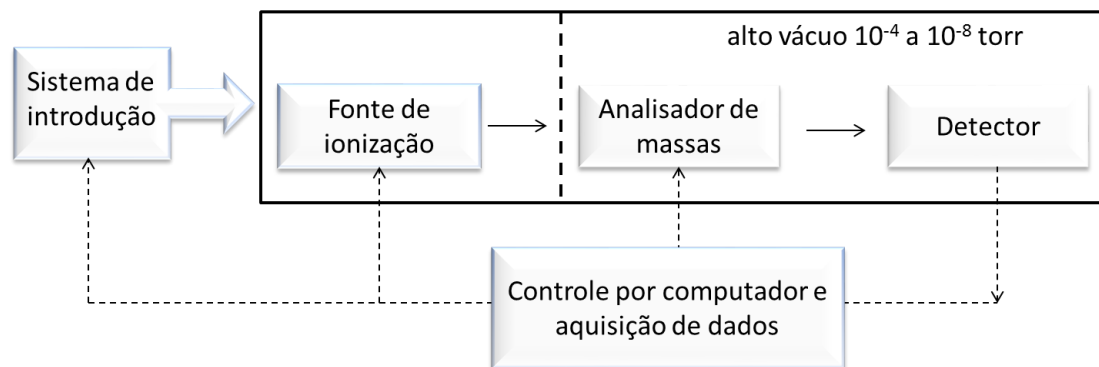 alto vácuo 10⁻⁴ a 10⁻⁸ torr
Sistema de
introdução
Fonte de
ionização
Analisador de
massas
Detector
Controle por computador e
aquisição de dados